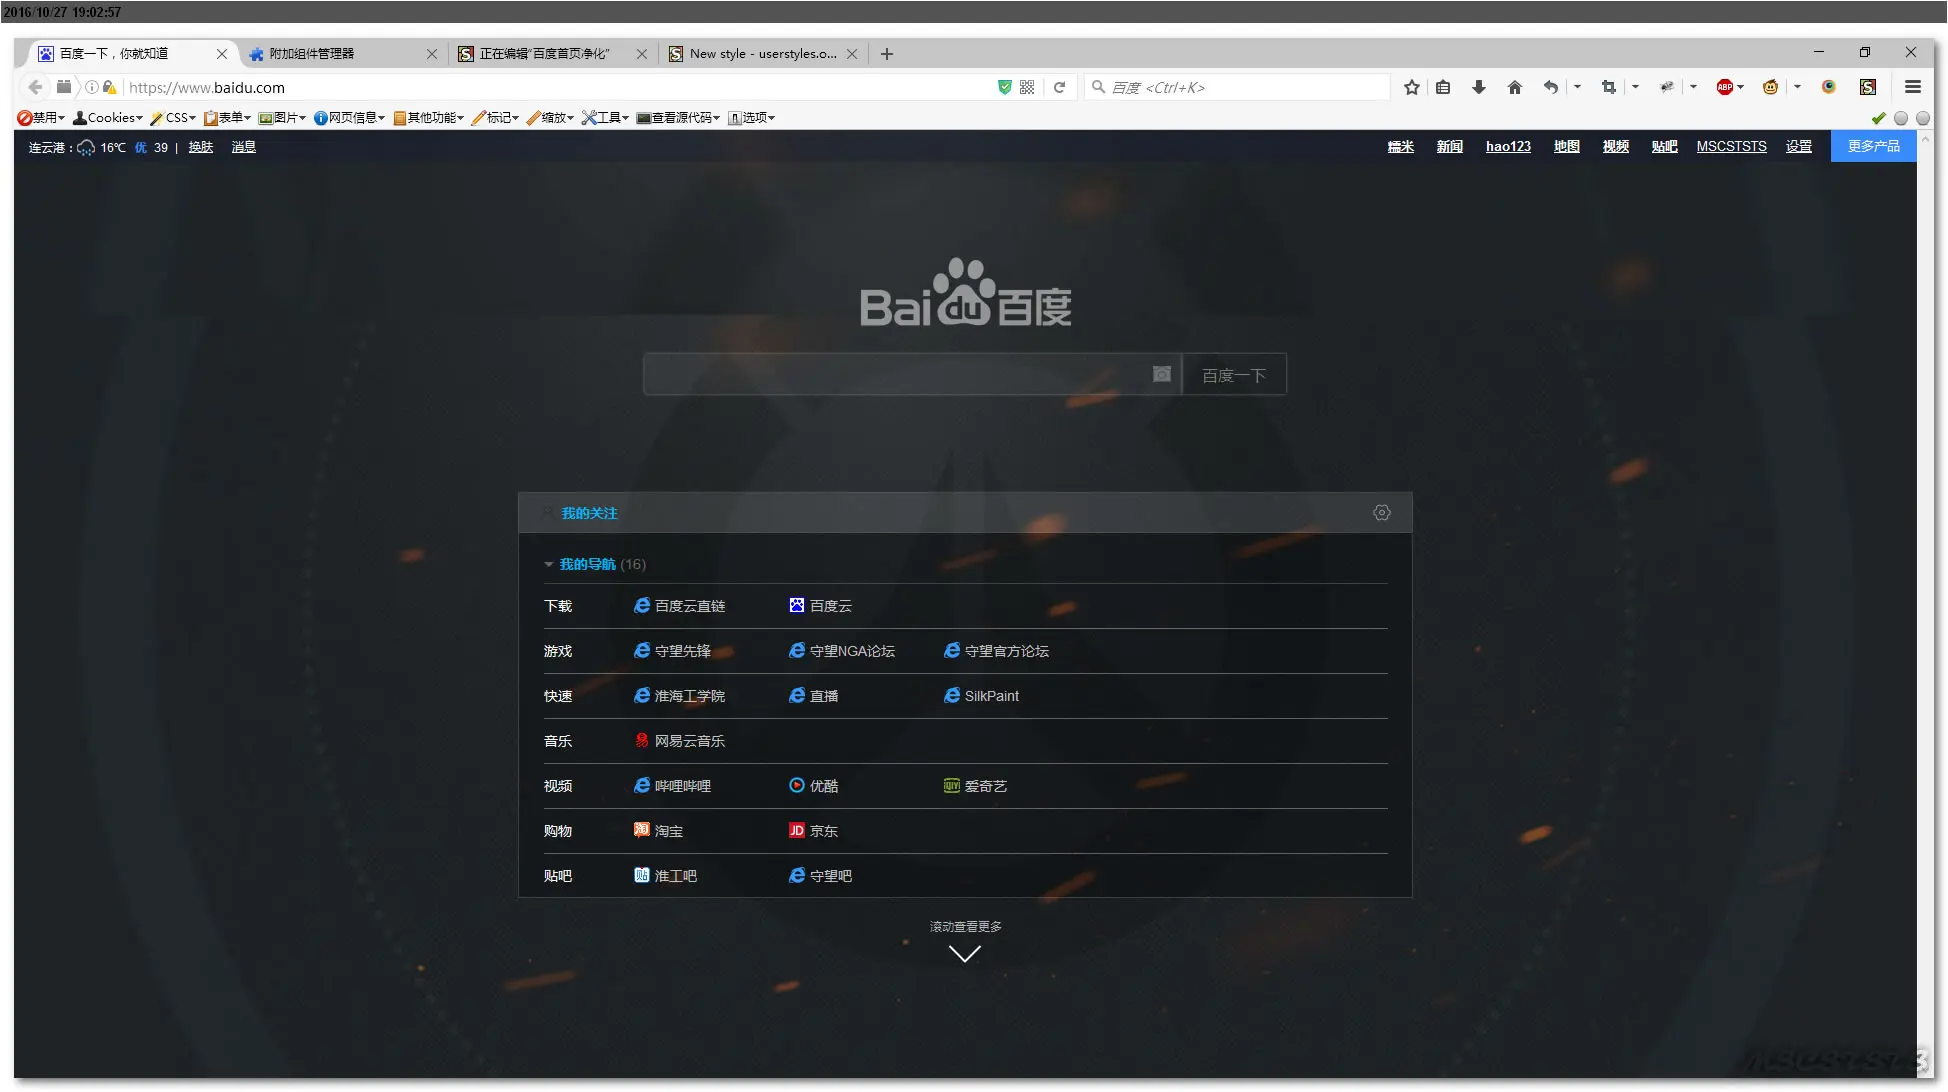 2016/10/27 19:02:57
百度一下，你就知道
附加组件管理器
正在编辑“百度首页净化”
New style - userstyles.o...
https://www.baidu.com
百度 <Ctrl+K>
禁用 Cookies CSS 表单 图片 网页信息 其他功能 标记 缩放 工具 查看源代码 选项
连云港： 16℃ 优 39 | 换肤 消息
糯米 新闻 hao123 地图 视频 贴吧 MSCSTSTS 设置 更多产品
Bai du 百度
百度一下
我的关注
我的导航 (16)
下载 百度云直链 百度云
游戏 守望先锋 守望NGA论坛 守望官方论坛
快速 淮海工学院 直播 SilkPaint
音乐 网易云音乐
视频 哔哩哔哩 优酷 爱奇艺
购物 淘宝 京东
贴吧 淮工吧 守望吧
滚动查看更多